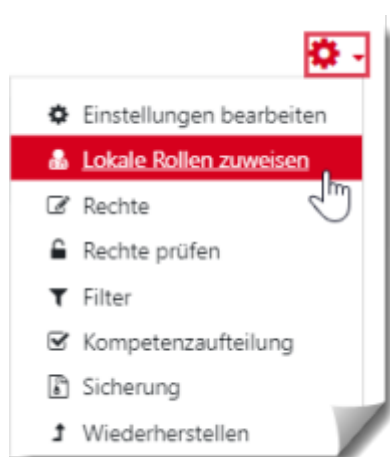 Einstellungen bearbeiten
Lokale Rollen zuweisen
Rechte
Rechte prüfen
Filter
Kompetenzaufteilung
Sicherung
Wiederherstellen